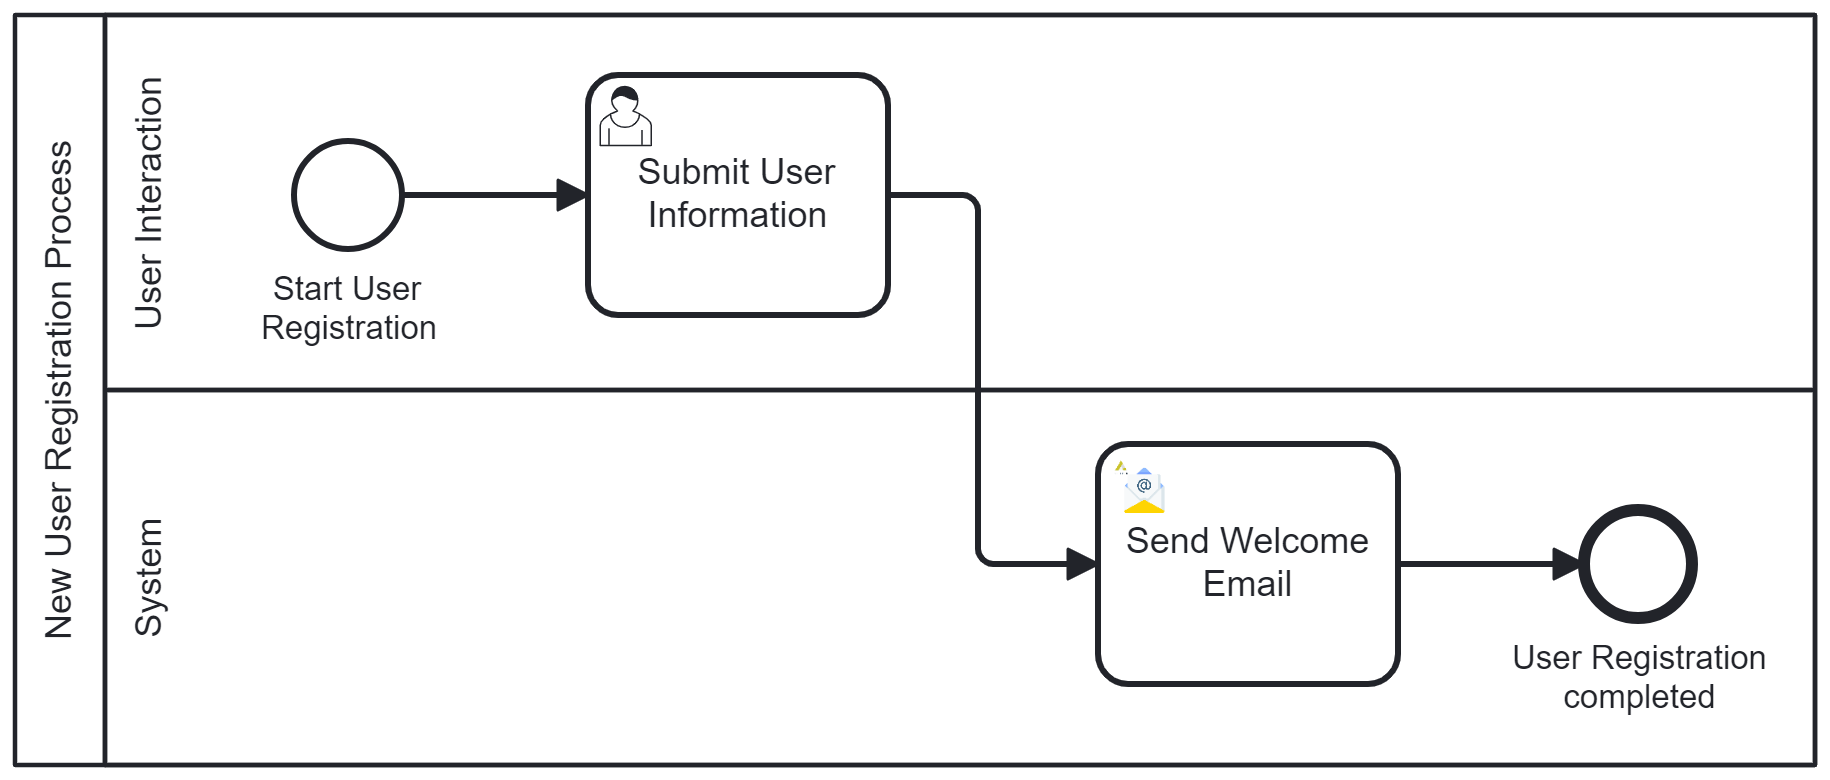 New User Registration Process
User Interaction
Start User
Registration
Submit User
Information
System
@
Send Welcome
Email
User Registration
completed